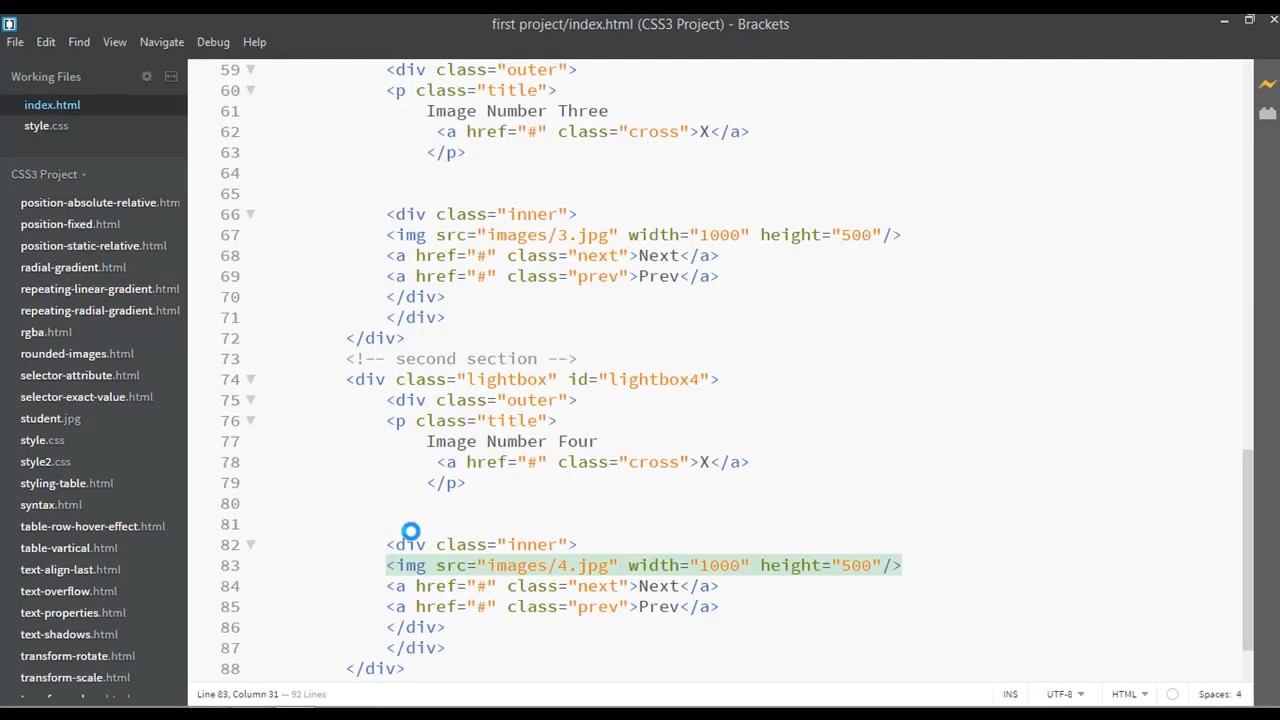 first project/index.html (CSS3 Project) - Brackets
File Edit Find View Navigate Debug Help
Working Files
index.html
style.css
CSS3 Project
position-absolute-relative.htm
position-fixed.html
position-static-relative.html
radial-gradient.html
repeating-linear-gradient.html
repeating-radial-gradient.html
rgba.html
rounded-images.html
selector-attribute.html
selector-exact-value.html
student.jpg
style.css
style2.css
styling-table.html
syntax.html
table-row-hover-effect.html
table-vartical.html
text-align-last.html
text-overflow.html
text-properties.html
text-shadows.html
transform-rotate.html
transform-scale.html
59 <div class="outer">
60 <p class="title">
61 Image Number Three
62 <a href="#" class="cross">X</a>
63 </p>
64
65
66 <div class="inner">
67 <img src="images/3.jpg" width="1000" height="500"/>
68 <a href="#" class="next">Next</a>
69 <a href="#" class="prev">Prev</a>
70 </div>
71 </div>
72 </div>
73 <!-- second section -->
74 <div class="lightbox" id="lightbox4">
75 <div class="outer">
76 <p class="title">
77 Image Number Four
78 <a href="#" class="cross">X</a>
79 </p>
80
81
82 <div class="inner">
83 <img src="images/4.jpg" width="1000" height="500"/>
84 <a href="#" class="next">Next</a>
85 <a href="#" class="prev">Prev</a>
86 </div>
87 </div>
88 </div>
Line 83, Column 31 — 92 Lines
INS UTF-8 HTML Spaces: 4